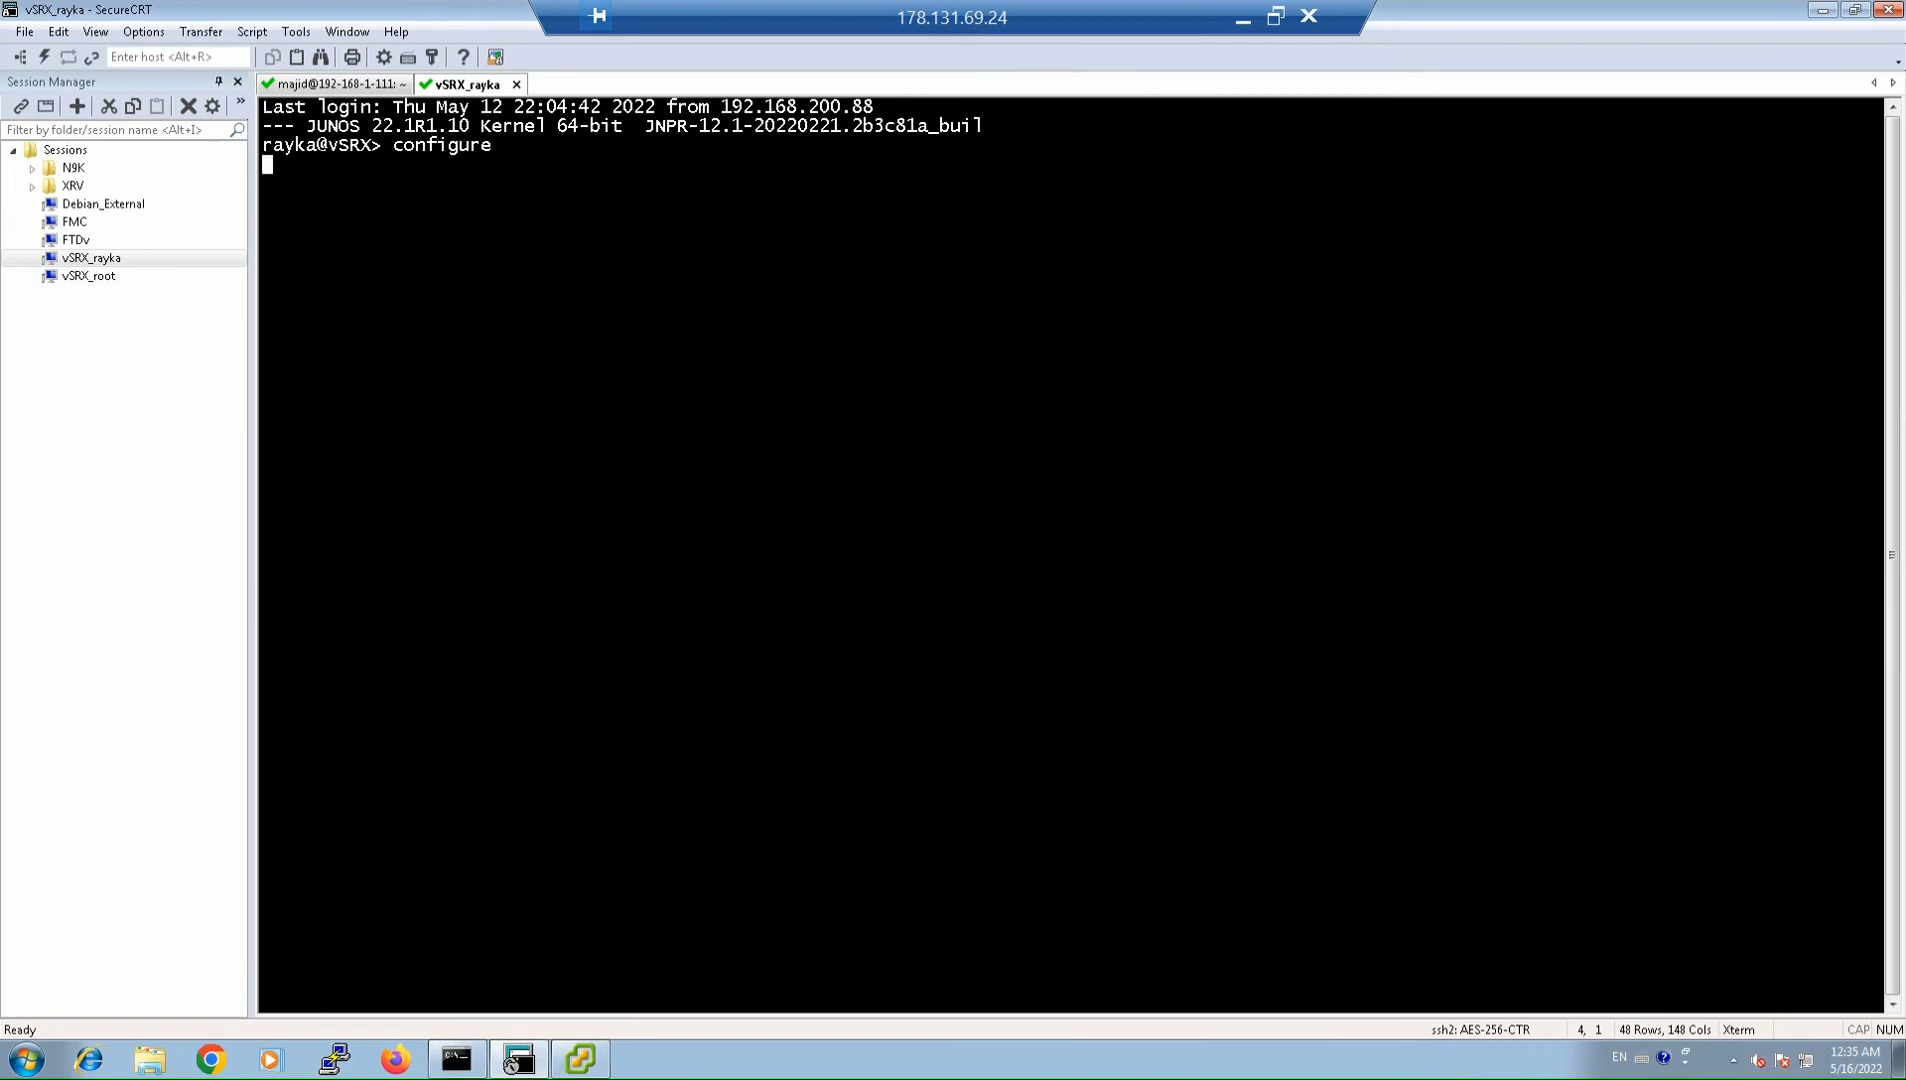 vSRX_rayka - SecureCRT
178.131.69.24
File Edit View Options Transfer Script Tools Window Help
Enter host <Alt+R>
Session Manager
majid@192-168-1-111: ~
vSRX_rayka
Filter by folder/session name <Alt+I>
Sessions
N9K
XRV
Debian_External
FMC
FTDv
vSRX_rayka
vSRX_root
Last login: Thu May 12 22:04:42 2022 from 192.168.200.88
--- JUNOS 22.1R1.10 Kernel 64-bit  JNPR-12.1-20220221.2b3c81a_buil
rayka@vSRX> configure
Ready
ssh2: AES-256-CTR
4, 1
48 Rows, 148 Cols
Xterm
CAP NUM
EN
12:35 AM
5/16/2022